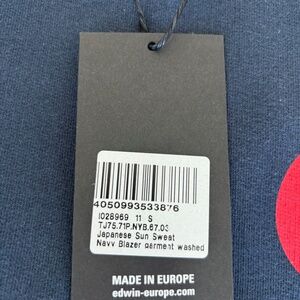 4050993533876
I028969 11 S
TJ75.71P.NYB.67.03
Japanese Sun Sweat
Navy Blazer garment washed
MADE IN EUROPE
edwin-europe.com